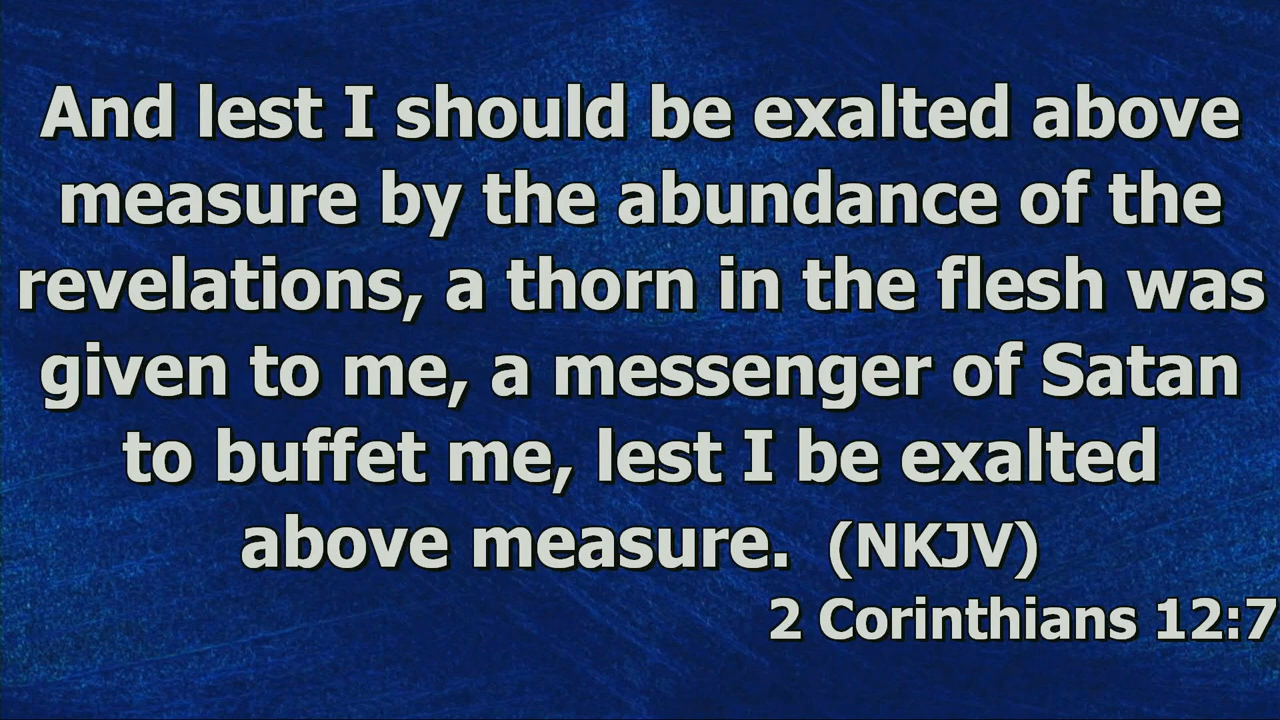 And lest I should be exalted above
measure by the abundance of the
revelations, a thorn in the flesh was
given to me, a messenger of Satan
to buffet me, lest I be exalted
above measure. (NKJV)
2 Corinthians 12:7